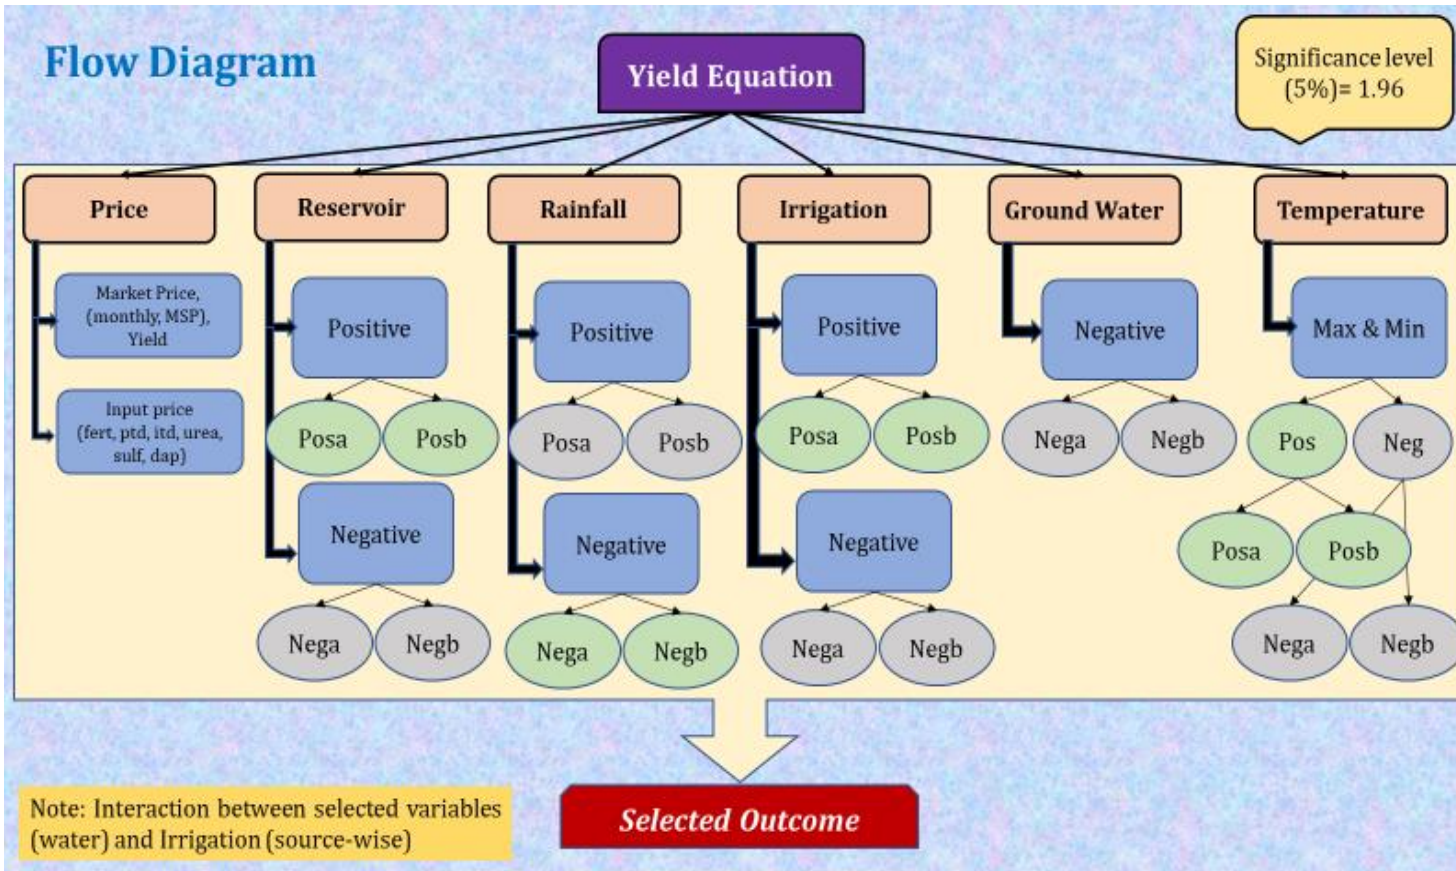 Flow Diagram
Yield Equation
Significance level
(5%)= 1.96
Price
Reservoir
Rainfall
Irrigation
Ground Water
Temperature
Market Price,
(monthly, MSP),
Yield
Positive
Positive
Positive
Negative
Max & Min
Input price
(fert, ptd, itd, urea,
sulf, dap)
Posa
Posb
Posa
Posb
Posa
Posb
Nega
Negb
Pos
Neg
Negative
Negative
Negative
Posa
Posb
Nega
Negb
Nega
Negb
Nega
Negb
Nega
Negb
Note: Interaction between selected variables
(water) and Irrigation (source-wise)
Selected Outcome